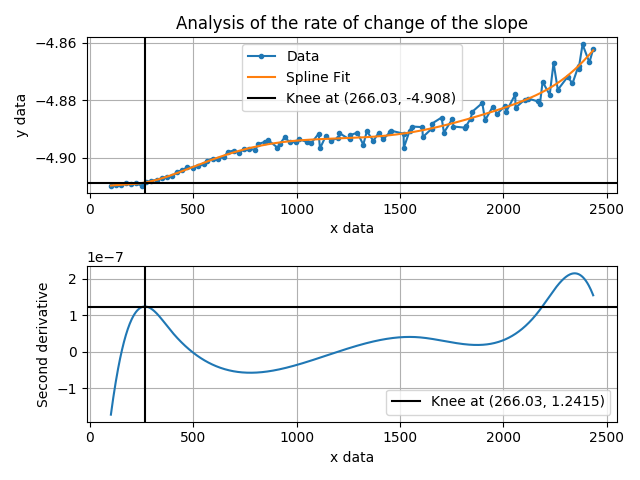 Analysis of the rate of change of the slope
−4.86
−4.88
−4.90
y data
Data
Spline Fit
Knee at (266.03, -4.908)
0 500 1000 1500 2000 2500
x data
1e−7
2
1
0
−1
Second derivative
Knee at (266.03, 1.2415)
0 500 1000 1500 2000 2500
x data